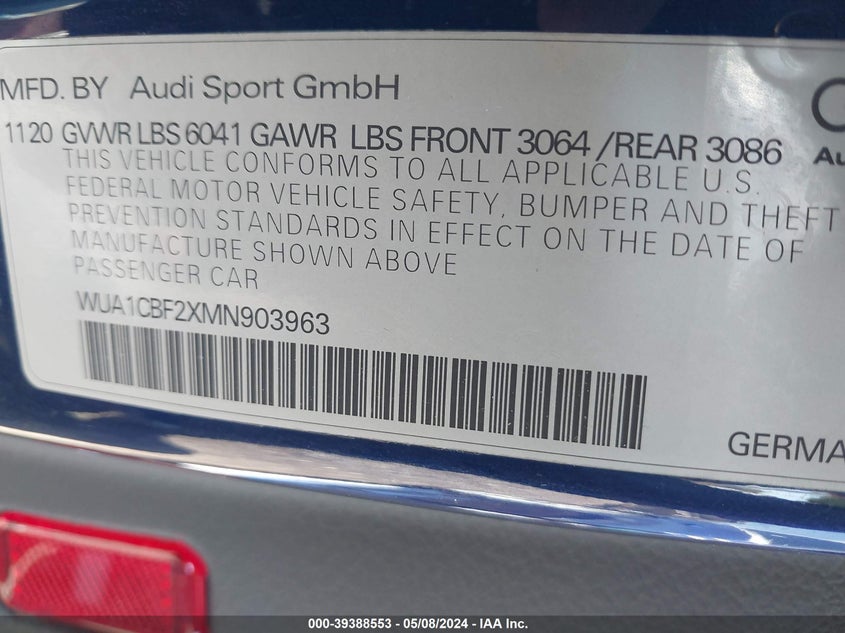 MFD. BY Audi Sport GmbH
1120 GVWR LBS 6041 GAWR LBS FRONT 3064 /REAR 3086
THIS VEHICLE CONFORMS TO ALL APPLICABLE U.S.
FEDERAL MOTOR VEHICLE SAFETY, BUMPER AND THEFT
PREVENTION STANDARDS IN EFFECT ON THE DATE OF
MANUFACTURE SHOWN ABOVE
PASSENGER CAR
WUA1CBF2XMN903963
000-39388553 - 05/08/2024 - IAA Inc.